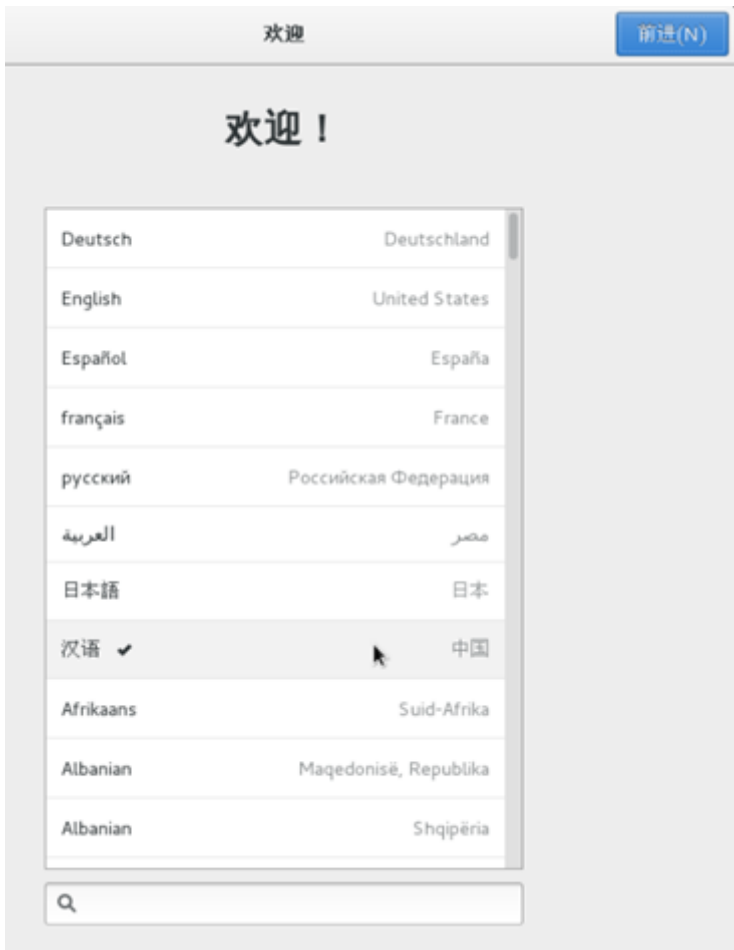 欢迎
前进(N)
欢迎！
Deutsch Deutschland
English United States
Español España
français France
русский Российская Федерация
العربية مصر
日本語 日本
汉语 ✔ 中国
Afrikaans Suid-Afrika
Albanian Maqedonisë, Republika
Albanian Shqipëria